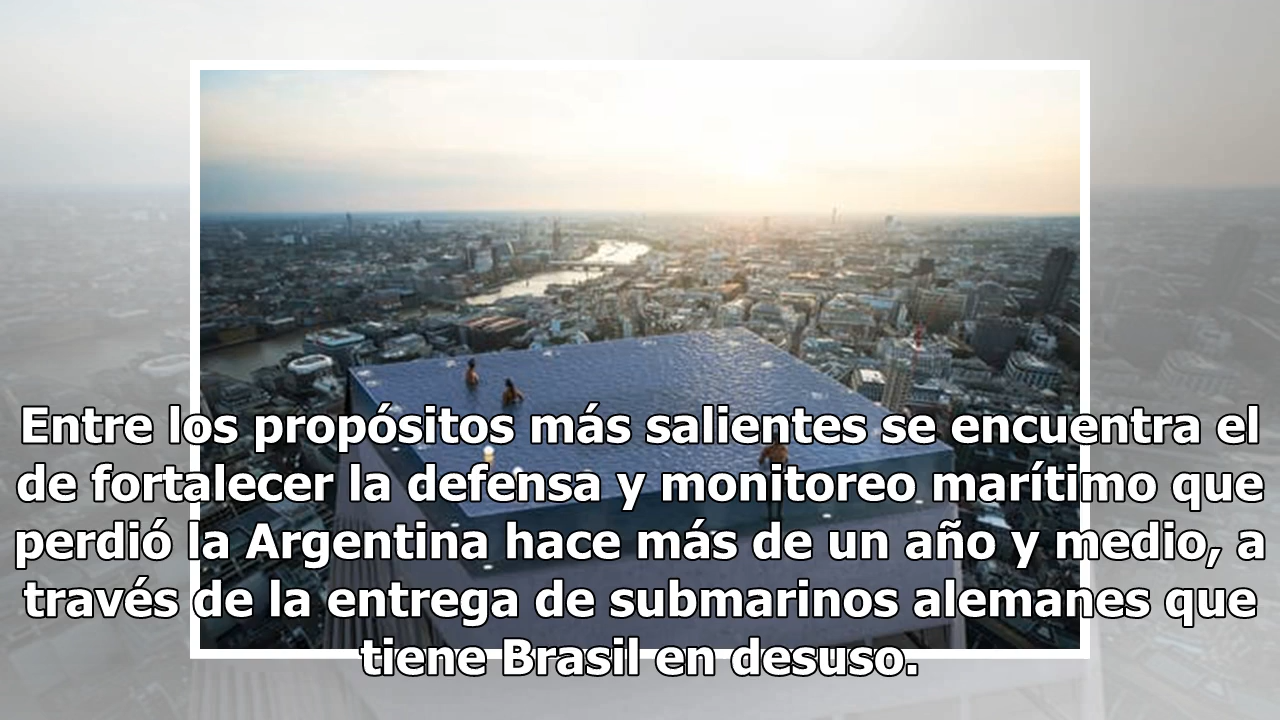 Entre los propósitos más salientes se encuentra el
de fortalecer la defensa y monitoreo marítimo que
perdió la Argentina hace más de un año y medio, a
través de la entrega de submarinos alemanes que
tiene Brasil en desuso.